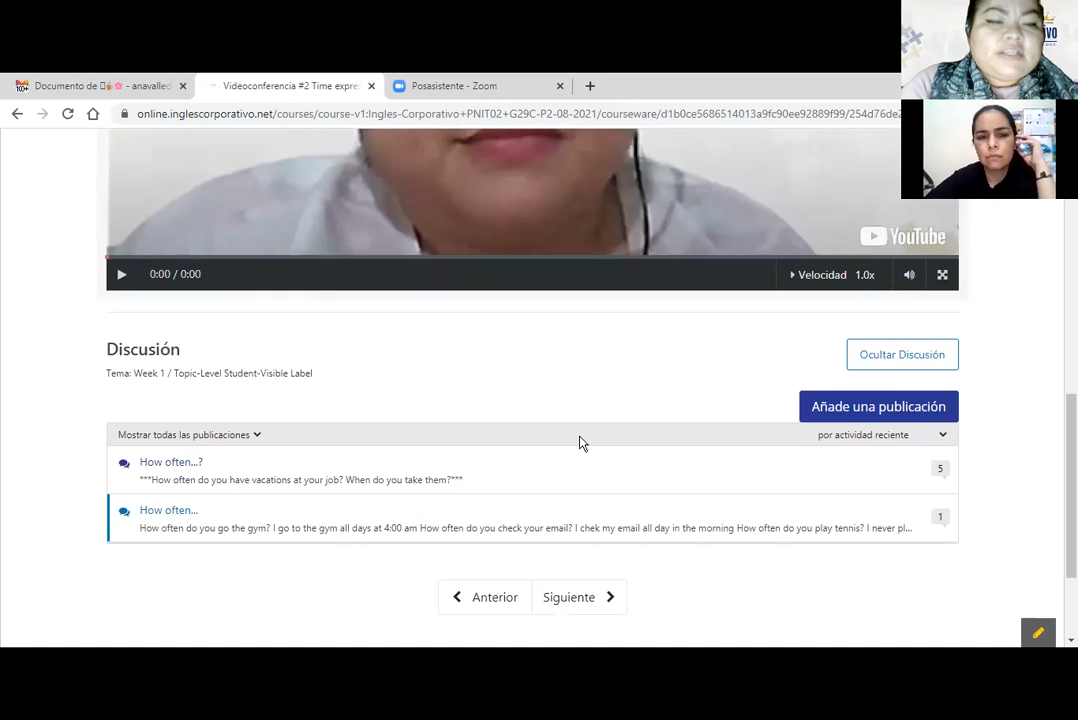 Documento de
- anavalled
Videoconferencia #2 Time expre
Posasistente - Zoom
online.inglescorporativo.net/courses/course-v1:Ingles-Corporativo+PNIT02+G29C-P2-08-2021/courseware/d1b0ce5686514013a9fc90ee92889f99/254d76de2
YouTube
0:00 / 0:00
Velocidad 1.0x
Discusión
Ocultar Discusión
Tema: Week 1 / Topic-Level Student-Visible Label
Añade una publicación
Mostrar todas las publicaciones
por actividad reciente
How often...?
5
***How often do you have vacations at your job? When do you take them?***
How often...
1
How often do you go the gym? I go to the gym all days at 4:00 am How often do you check your email? I chek my email all day in the morning How often do you play tennis? I never pl...
Anterior
Siguiente